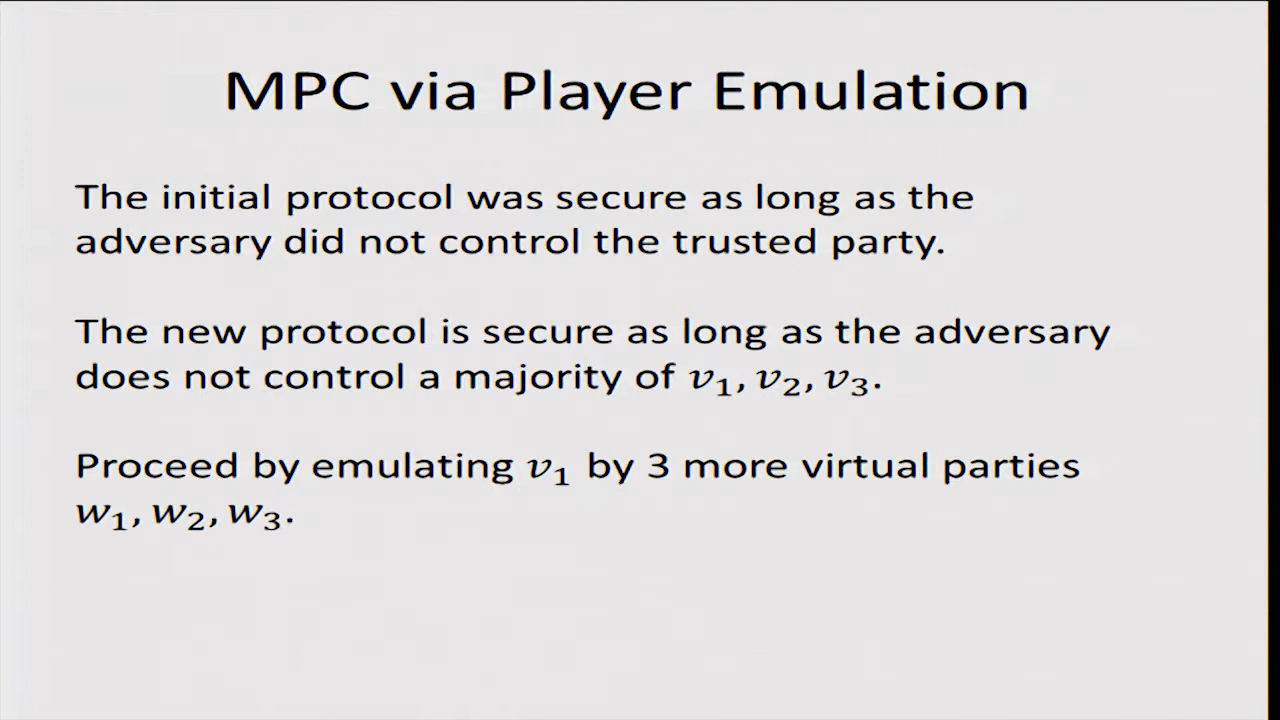 MPC via Player Emulation
The initial protocol was secure as long as the
adversary did not control the trusted party.
The new protocol is secure as long as the adversary
does not control a majority of 𝑣₁, 𝑣₂, 𝑣₃.
Proceed by emulating 𝑣₁ by 3 more virtual parties
𝑤₁, 𝑤₂, 𝑤₃.